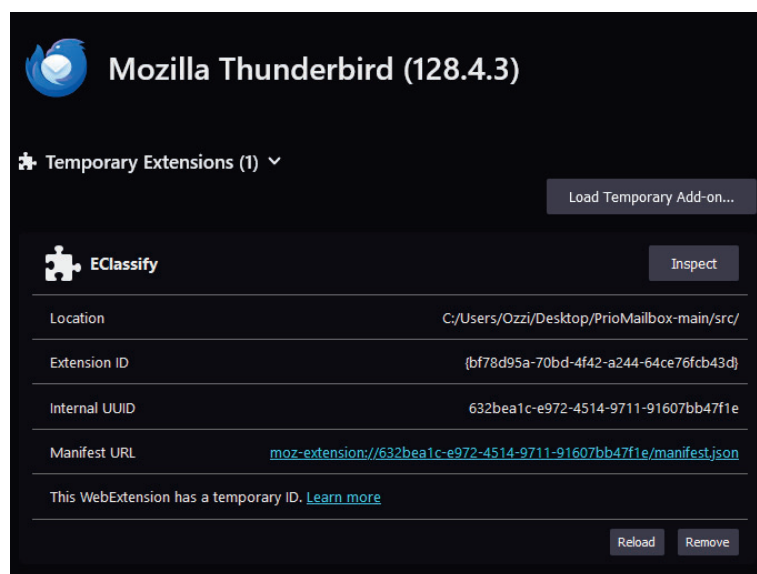 Mozilla Thunderbird (128.4.3)
Temporary Extensions (1)
Load Temporary Add-on...
EClassify
Inspect
Location C:/Users/Ozzi/Desktop/PrioMailbox-main/src/
Extension ID {bf78d95a-70bd-4f42-a244-64ce76fcb43d}
Internal UUID 632bea1c-e972-4514-9711-91607bb47f1e
Manifest URL moz-extension://632bea1c-e972-4514-9711-91607bb47f1e/manifest.json
This WebExtension has a temporary ID. Learn more
Reload Remove